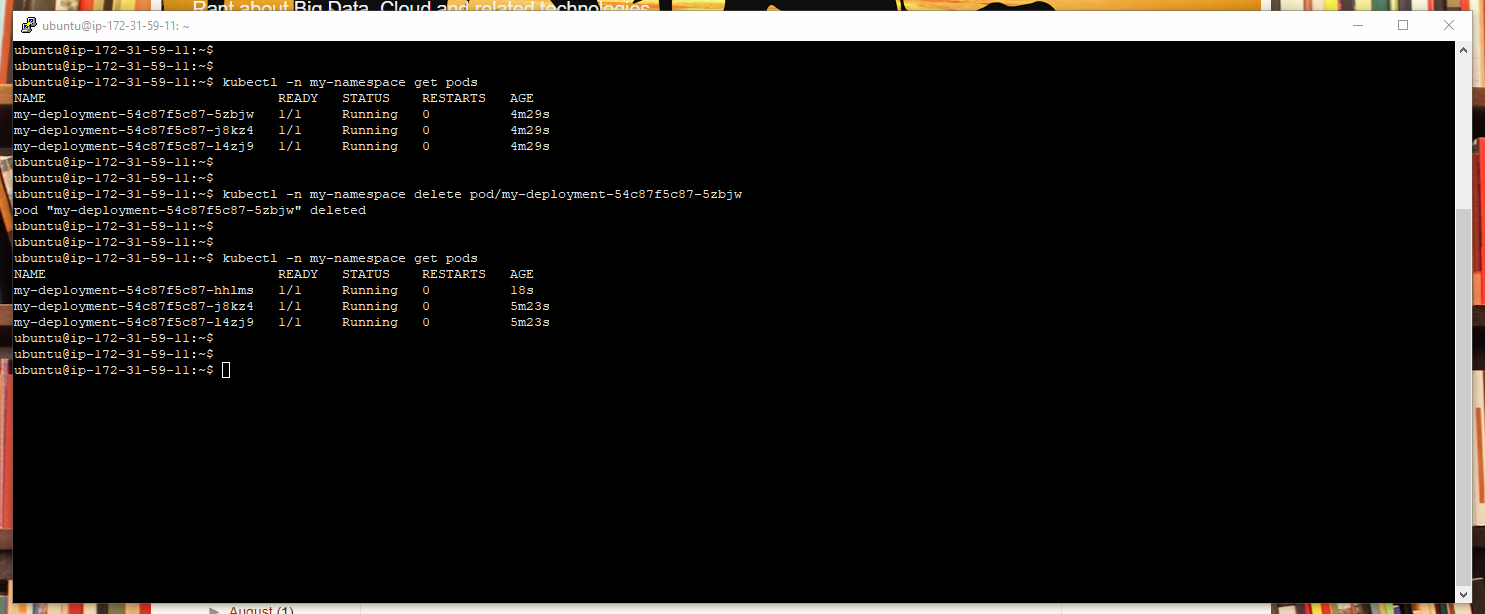 Rant about Big Data, Cloud and related technologies
ubuntu@ip-172-31-59-11: ~
ubuntu@ip-172-31-59-11:~$
ubuntu@ip-172-31-59-11:~$
ubuntu@ip-172-31-59-11:~$ kubectl -n my-namespace get pods
NAME READY STATUS RESTARTS AGE
my-deployment-54c87f5c87-5zbjw 1/1 Running 0 4m29s
my-deployment-54c87f5c87-j8kz4 1/1 Running 0 4m29s
my-deployment-54c87f5c87-l4zj9 1/1 Running 0 4m29s
ubuntu@ip-172-31-59-11:~$
ubuntu@ip-172-31-59-11:~$
ubuntu@ip-172-31-59-11:~$ kubectl -n my-namespace delete pod/my-deployment-54c87f5c87-5zbjw
pod "my-deployment-54c87f5c87-5zbjw" deleted
ubuntu@ip-172-31-59-11:~$
ubuntu@ip-172-31-59-11:~$
ubuntu@ip-172-31-59-11:~$ kubectl -n my-namespace get pods
NAME READY STATUS RESTARTS AGE
my-deployment-54c87f5c87-hhlms 1/1 Running 0 18s
my-deployment-54c87f5c87-j8kz4 1/1 Running 0 5m23s
my-deployment-54c87f5c87-l4zj9 1/1 Running 0 5m23s
ubuntu@ip-172-31-59-11:~$
ubuntu@ip-172-31-59-11:~$
ubuntu@ip-172-31-59-11:~$
August (1)